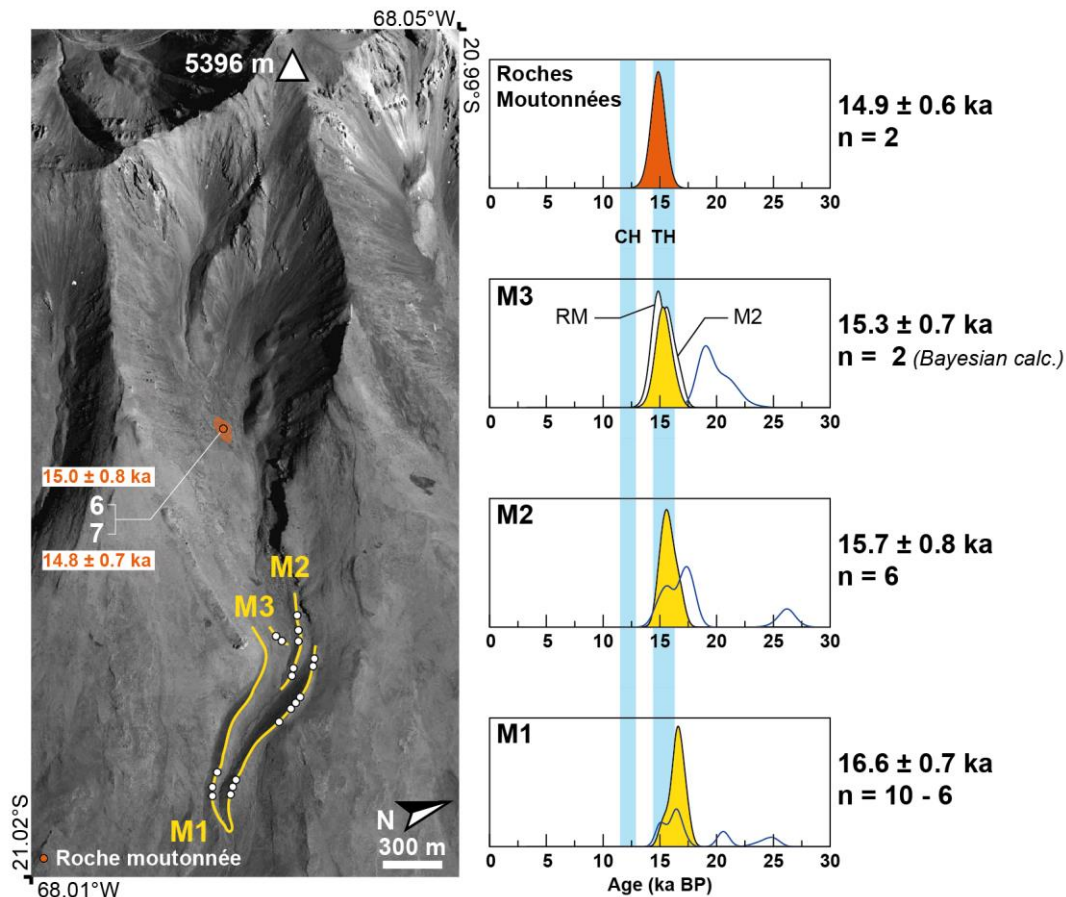 68.05°W
20.99°S
5396 m
15.0 ± 0.8 ka
6
7
14.8 ± 0.7 ka
M2
M3
M1
N
300 m
Roche moutonnée
21.02°S
68.01°W
Roches
Moutonnées
14.9 ± 0.6 ka
n = 2
0 5 10 15 20 25 30
CH TH
M3
RM
M2
15.3 ± 0.7 ka
n = 2 (Bayesian calc.)
0 5 10 15 20 25 30
M2
15.7 ± 0.8 ka
n = 6
0 5 10 15 20 25 30
M1
16.6 ± 0.7 ka
n = 10 - 6
0 5 10 15 20 25 30
Age (ka BP)